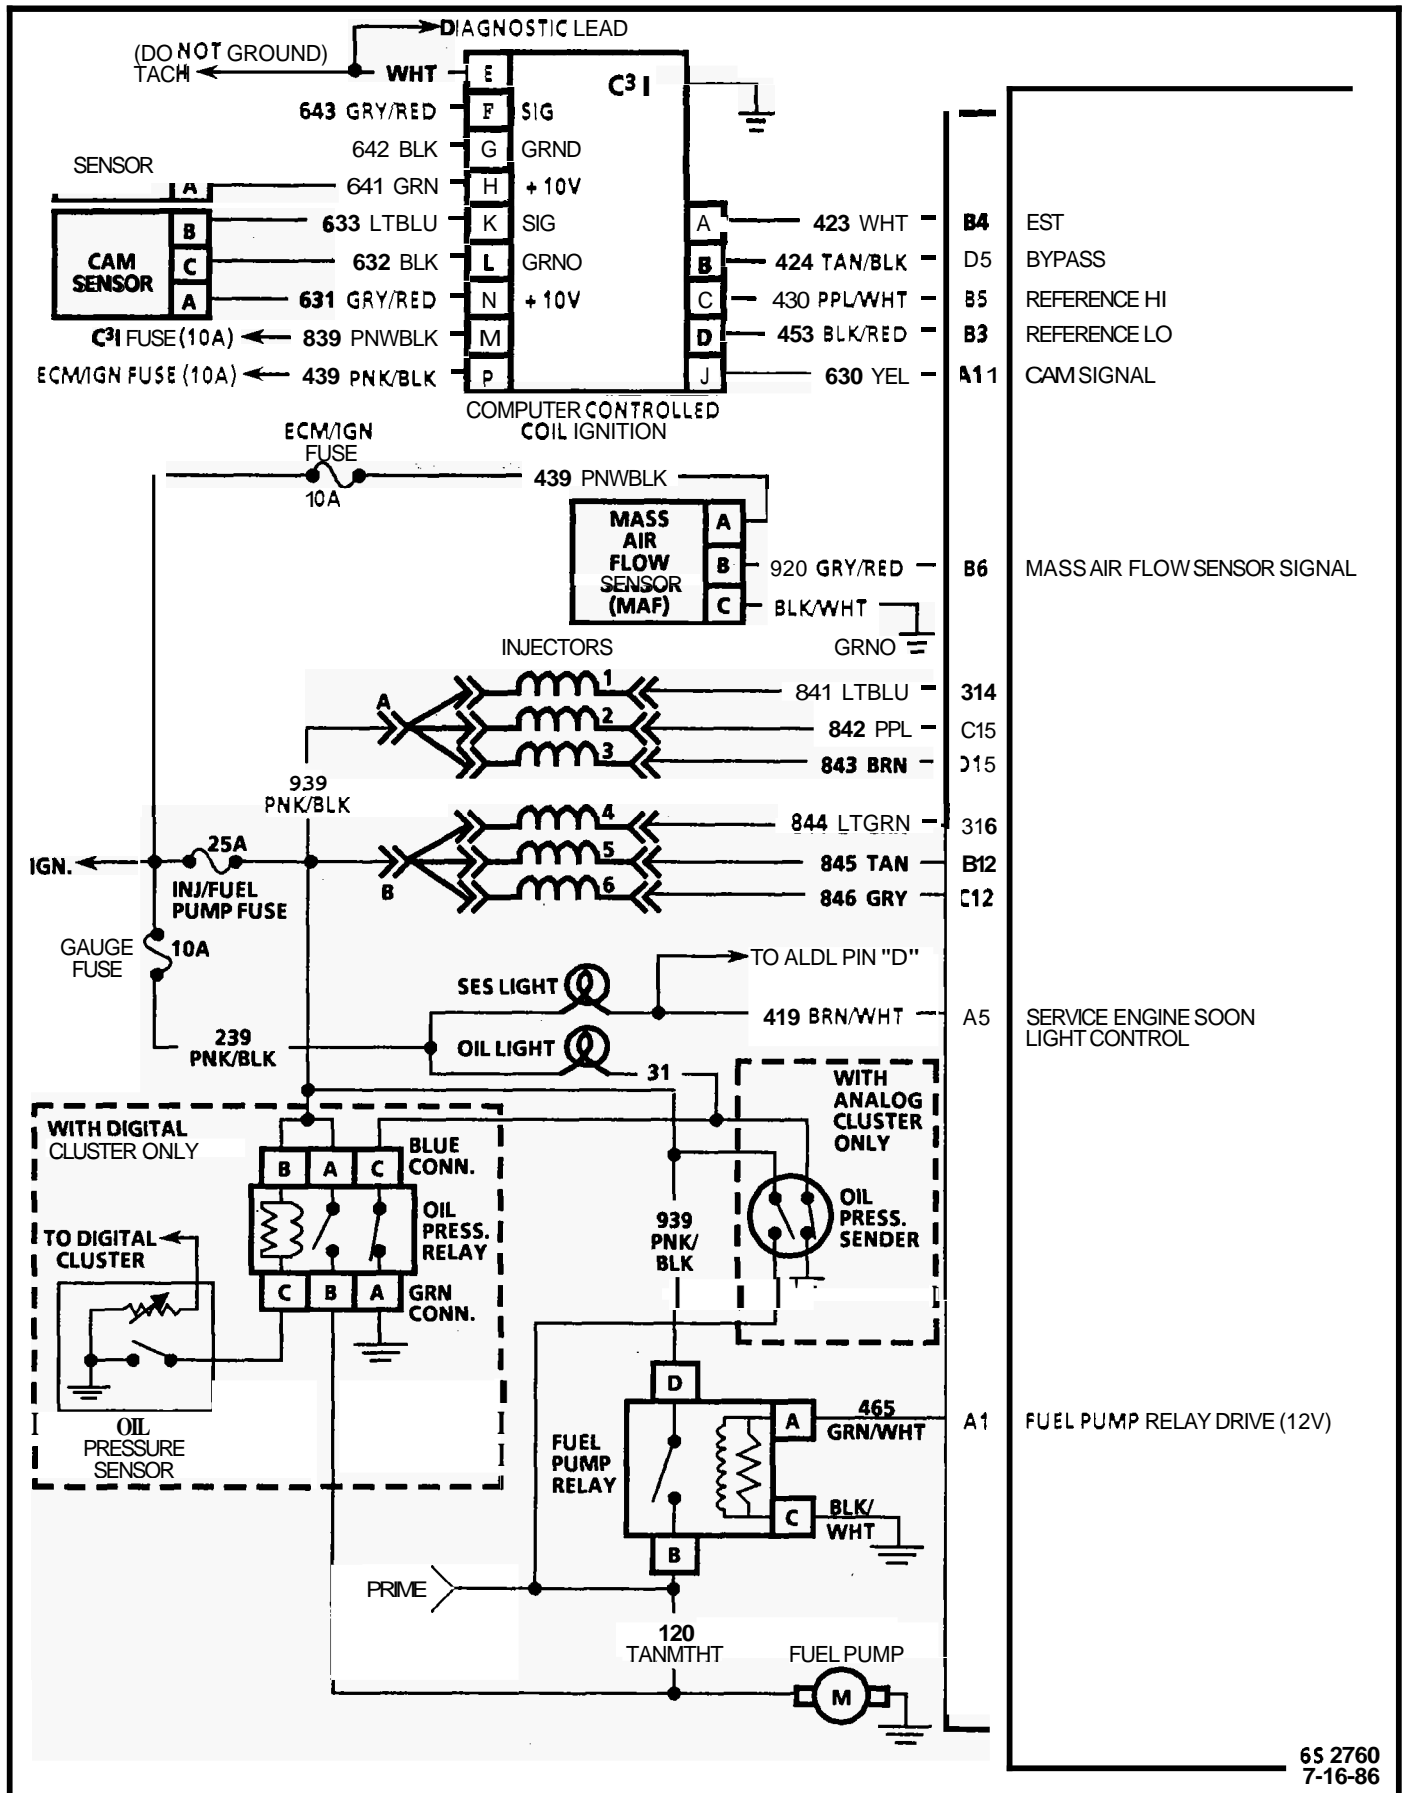 DIAGNOSTIC LEAD
(DO NOT GROUND)
TACH
WHT
E
C³I
643 GRY/RED
F
SIG
642 BLK
G
GRND
SENSOR
A
641 GRN
H
+10V
B
633 LTBLU
K
SIG
A
423 WHT
B4
EST
CAM
SENSOR
C
632 BLK
L
GRNO
B
424 TAN/BLK
D5
BYPASS
A
631 GRY/RED
N
+10V
C
430 PPL/WHT
B5
REFERENCE HI
C³I FUSE (10A)
839 PNWBLK
M
D
453 BLK/RED
B3
REFERENCE LO
ECM/IGN FUSE (10A)
439 PNK/BLK
P
J
630 YEL
A11
CAM SIGNAL
COMPUTER CONTROLLED
COIL IGNITION
ECM/IGN
FUSE
10A
439 PNWBLK
MASS
AIR
FLOW
SENSOR
(MAF)
A
B
920 GRY/RED
B6
MASS AIR FLOW SENSOR SIGNAL
C
BLK/WHT
INJECTORS
GRNO
A
1
841 LTBLU
314
2
842 PPL
C15
3
843 BRN
D15
939
PNK/BLK
4
844 LTGRN
316
IGN.
25A
INJ/FUEL
PUMP FUSE
B
5
845 TAN
B12
6
846 GRY
C12
GAUGE
FUSE
10A
TO ALDL PIN "D"
SES LIGHT
419 BRN/WHT
A5
SERVICE ENGINE SOON
LIGHT CONTROL
239
PNK/BLK
OIL LIGHT
31
WITH
ANALOG
CLUSTER
ONLY
WITH DIGITAL
CLUSTER ONLY
BLUE
CONN.
B
A
C
OIL
PRESS.
RELAY
939
PNK/
BLK
OIL
PRESS.
SENDER
TO DIGITAL
CLUSTER
C
B
A
GRN
CONN.
OIL
PRESSURE
SENSOR
D
FUEL
PUMP
RELAY
A
465
GRN/WHT
A1
FUEL PUMP RELAY DRIVE (12V)
C
BLK/
WHT
B
PRIME
120
TANMTHT
FUEL PUMP
M
6S 2760
7-16-86